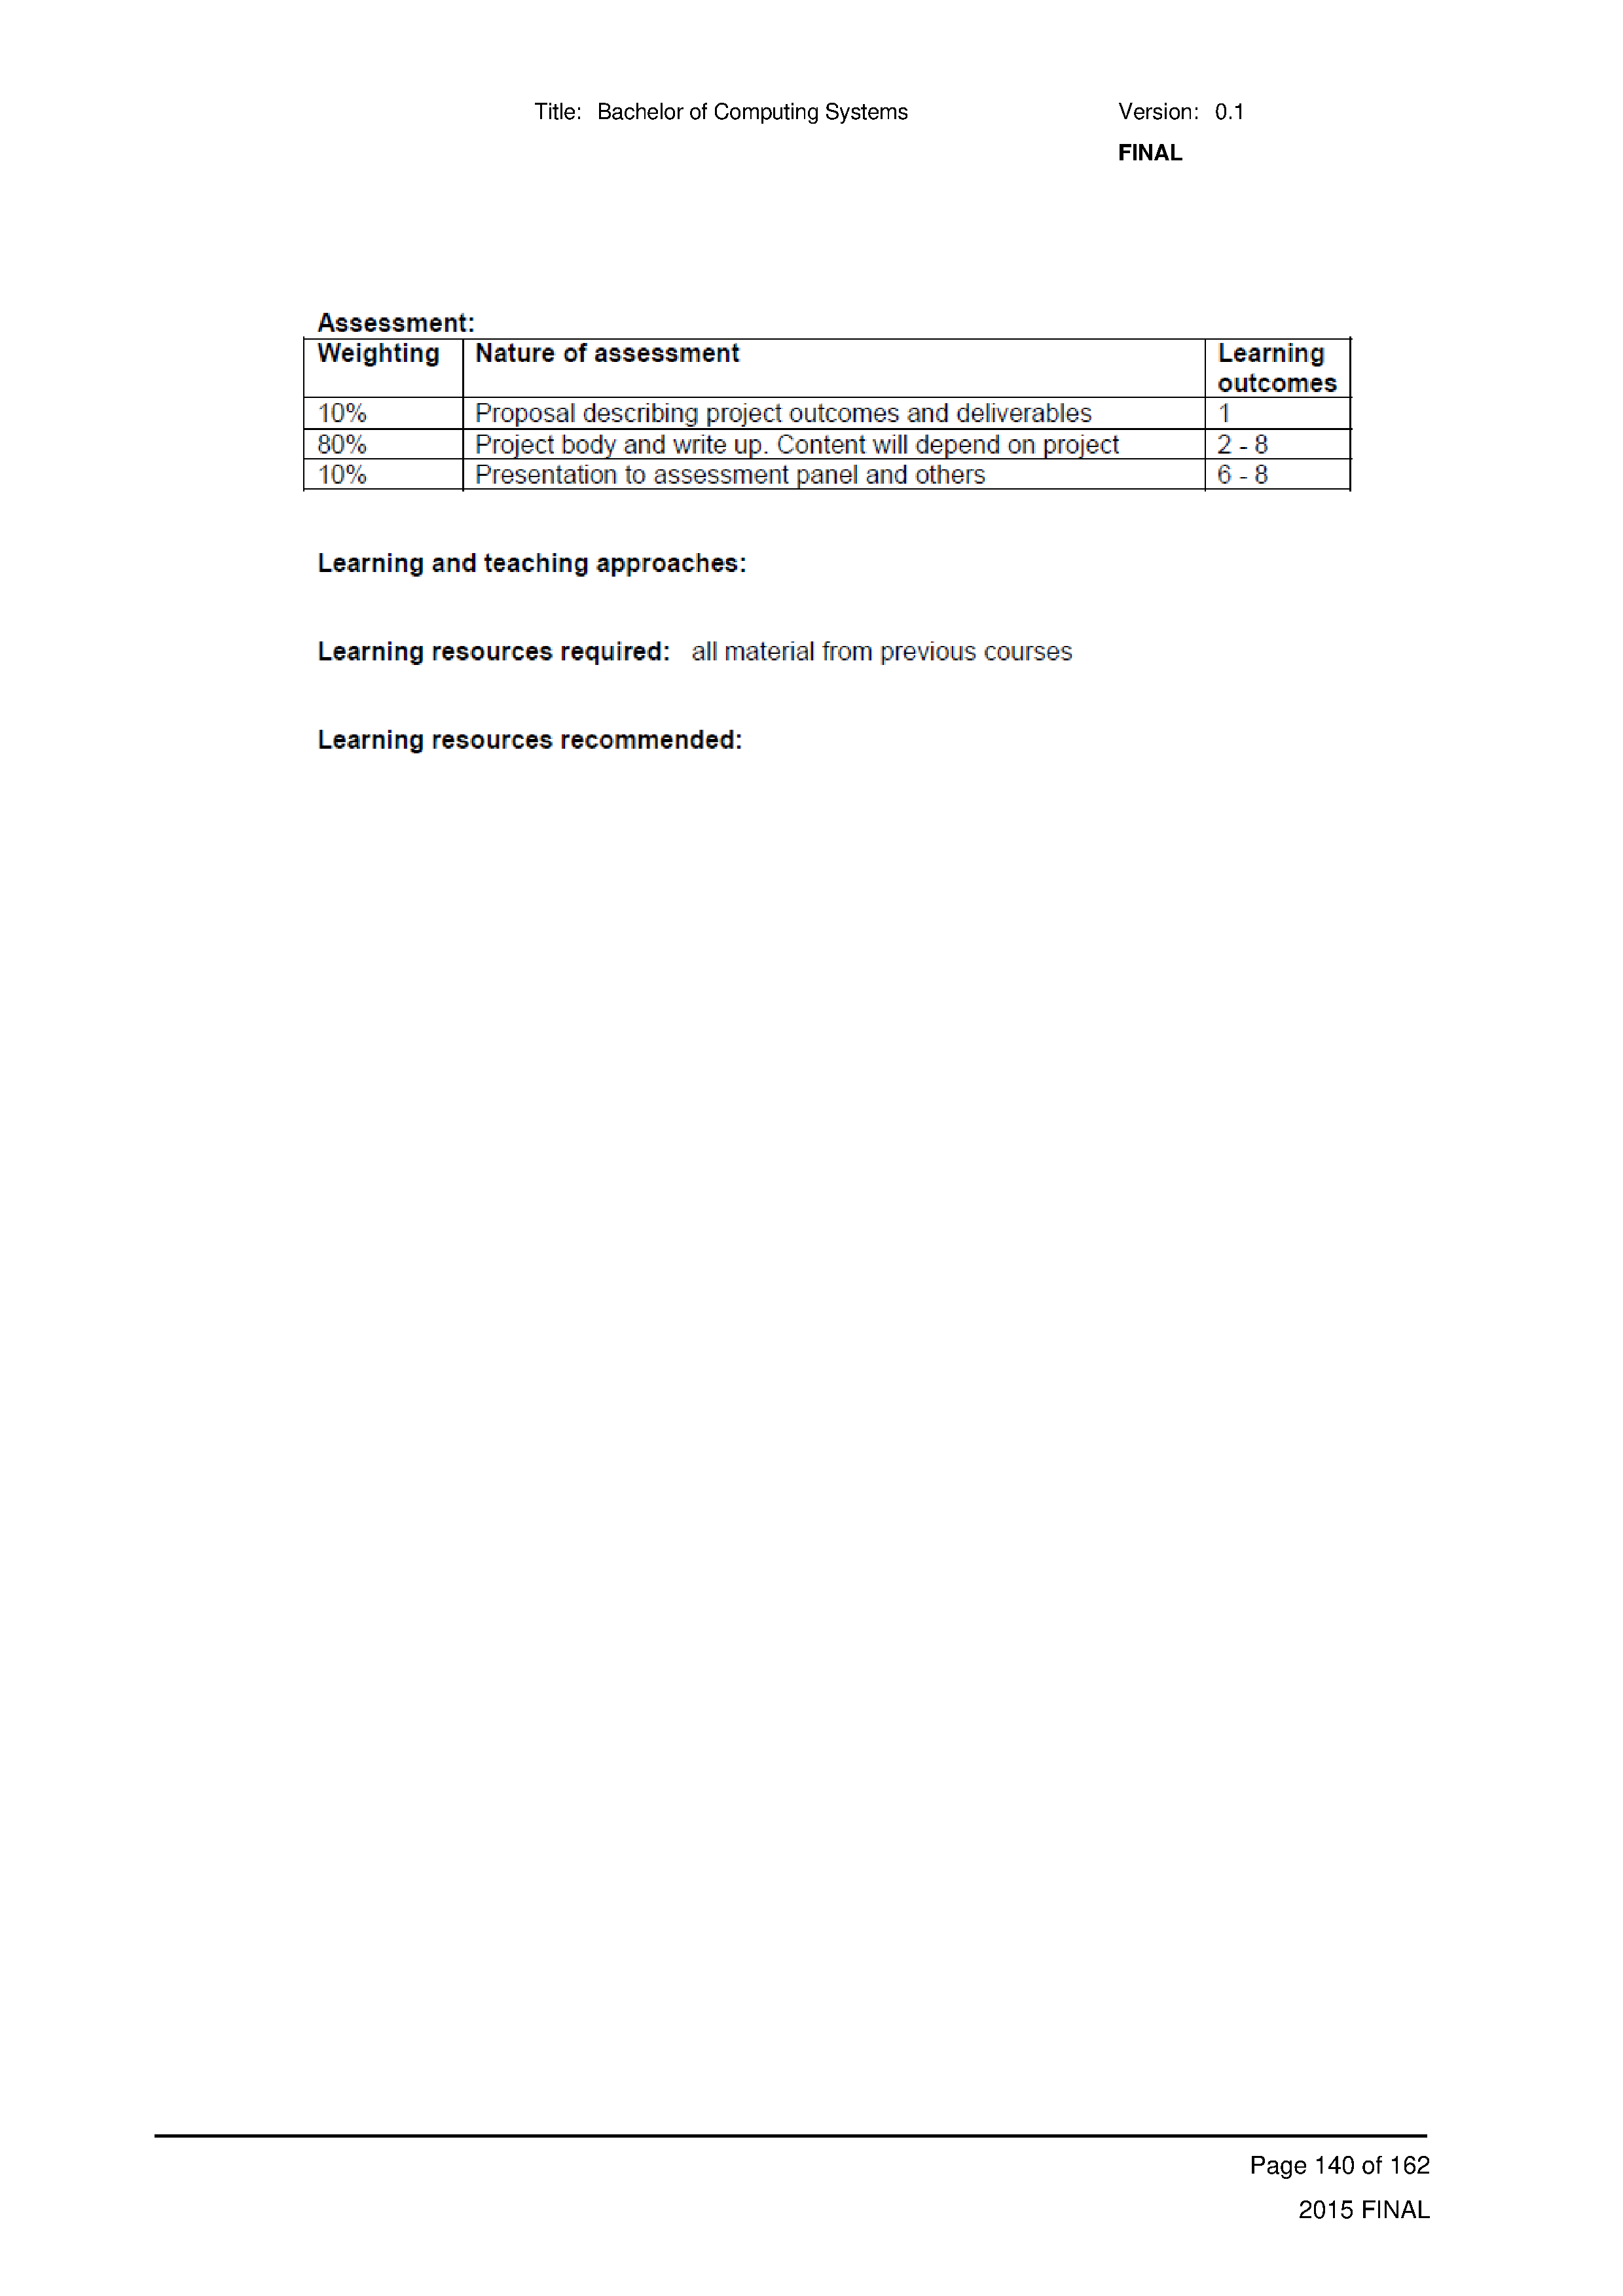 Title: Bachelor of Computing Systems Version: 0.1
FINAL
Assessment:
Weighting Nature of assessment Learning outcomes
10% Proposal describing project outcomes and deliverables 1
80% Project body and write up. Content will depend on project 2 - 8
10% Presentation to assessment panel and others 6 - 8
Learning and teaching approaches:
Learning resources required: all material from previous courses
Learning resources recommended:
Page 140 of 162
2015 FINAL